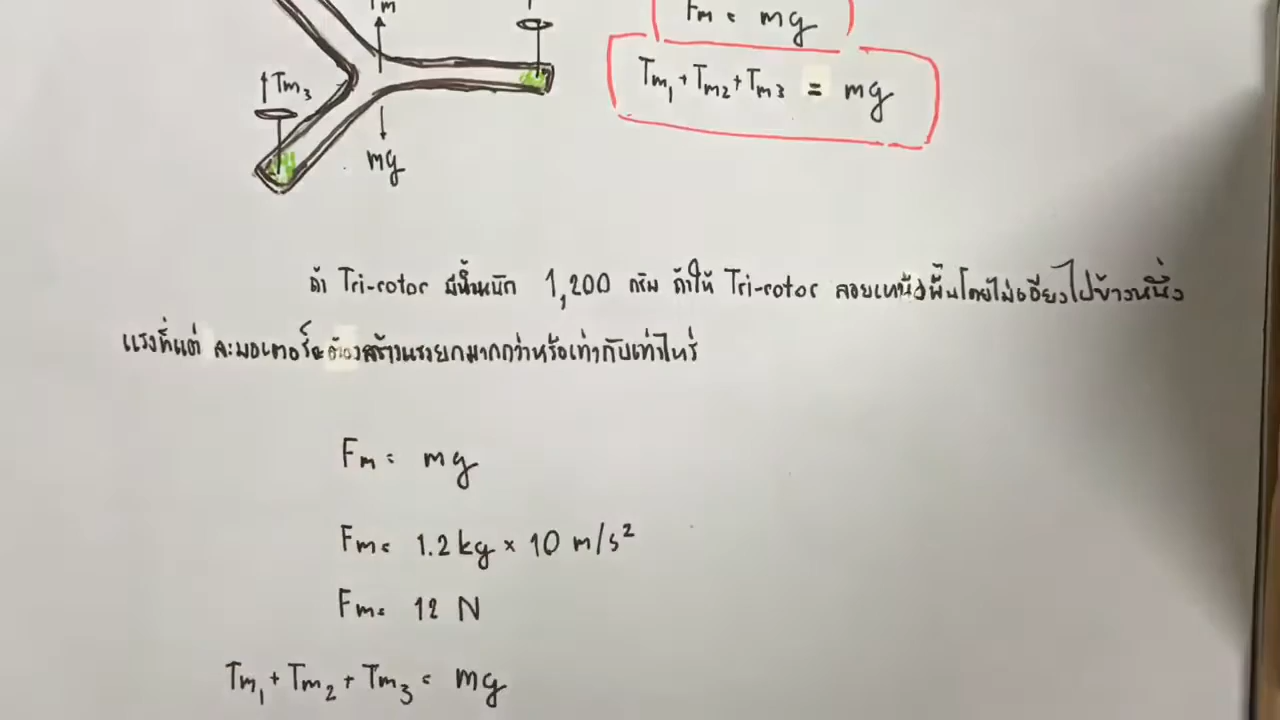 Tm
Fm = mg
Tm1 + Tm2 + Tm3 = mg
Tm3
mg
ถ้า Tri-rotor มีน้ำหนัก 1,200 กรัม ถ้าให้ Tri-rotor ลอยเหนือพื้นโดยไม่เอียงไปข้างหนึ่ง
แรงที่แต่ ละมอเตอร์จะต้องสร้างแรงยกมากกว่าหรือเท่ากับเท่าไหร่
Fm = mg
Fm = 1.2 kg × 10 m/s²
Fm = 12 N
Tm1 + Tm2 + Tm3 = mg